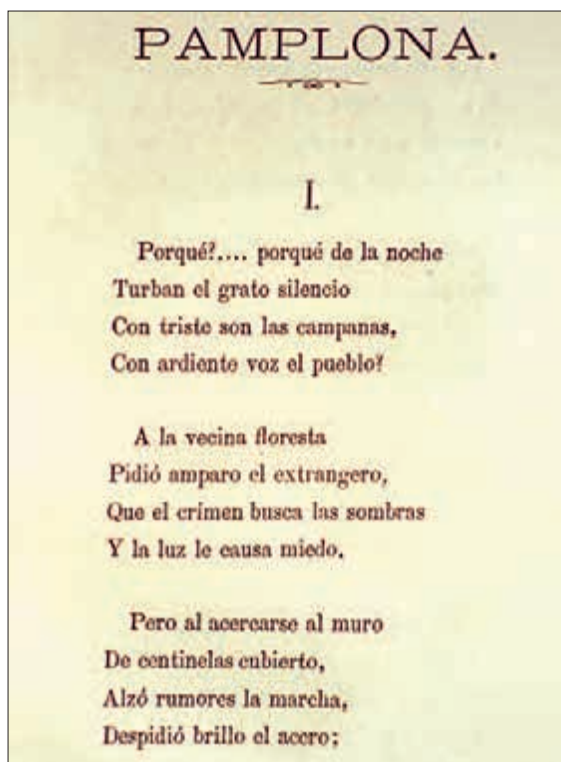 PAMPLONA.
I.
Porqué?.... porqué de la noche
Turban el grato silencio
Con triste son las campanas,
Con ardiente voz el pueblo?
A la vecina floresta
Pidió amparo el extrangero,
Que el crímen busca las sombras
Y la luz le causa miedo.
Pero al acercarse al muro
De centinelas cubierto,
Alzó rumores la marcha,
Despidió brillo el acero;